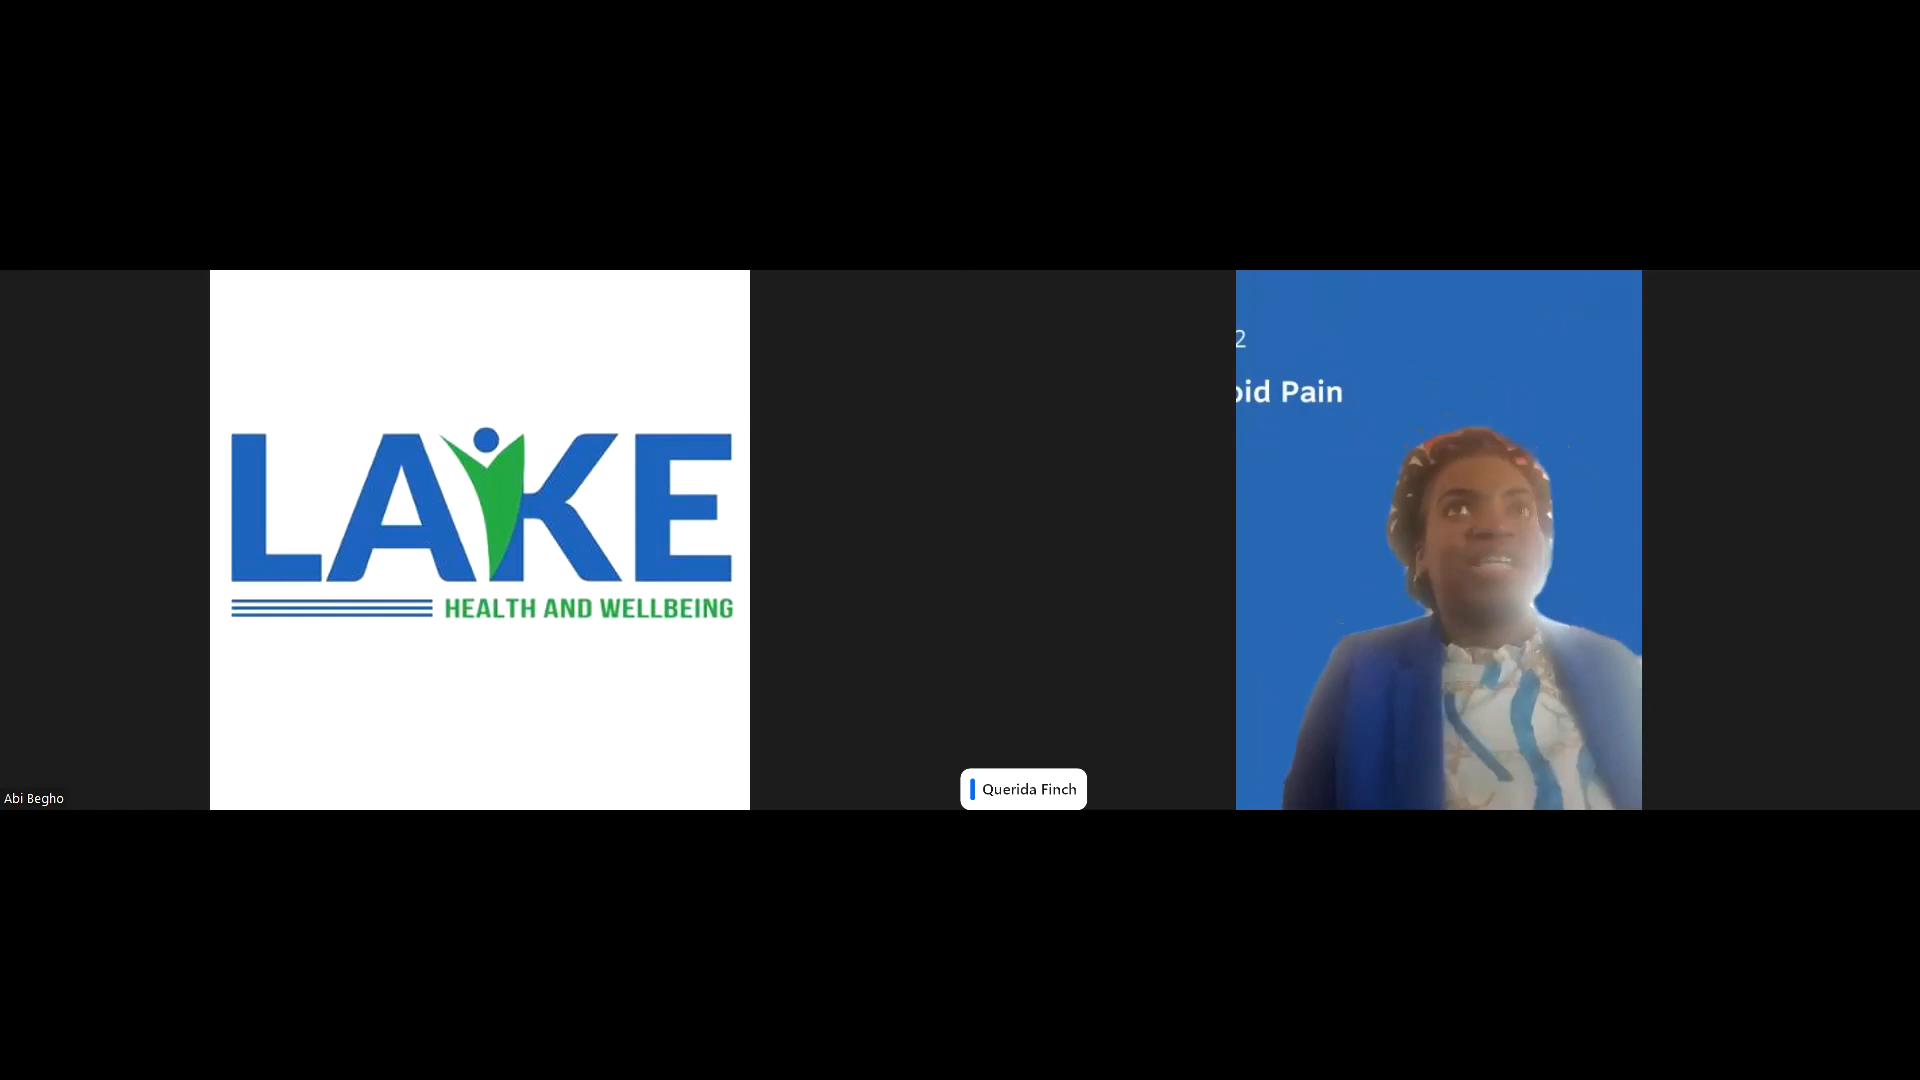 LAKE
HEALTH AND WELLBEING
Abi Begho
2
oid Pain
Querida Finch